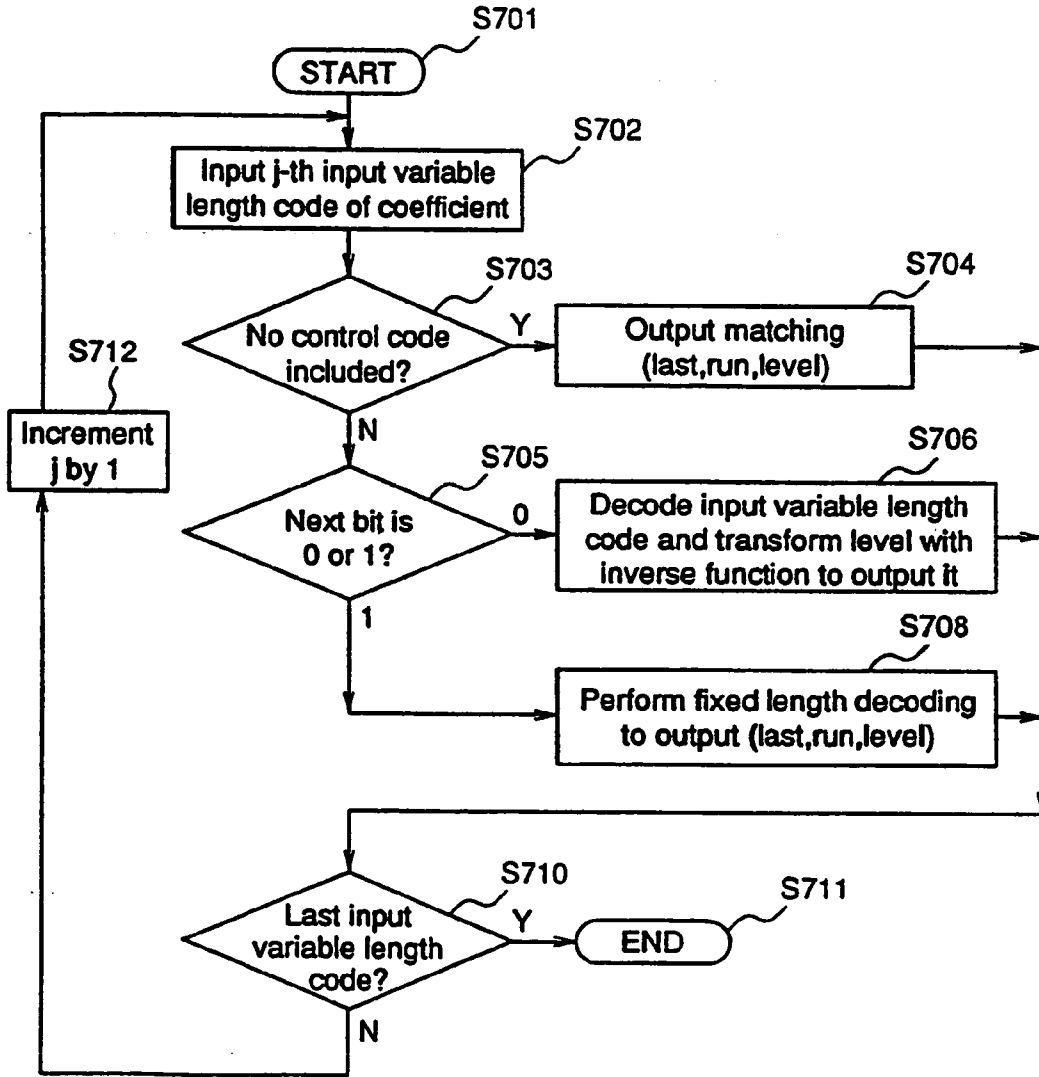 S701
START
S702
Input j-th input variable
length code of coefficient
S703
No control code
included?
Y
S704
Output matching
(last,run,level)
S712
Increment
j by 1
N
S705
Next bit is
0 or 1?
0
S706
Decode input variable length
code and transform level with
inverse function to output it
1
S708
Perform fixed length decoding
to output (last,run,level)
S710
Last input
variable length
code?
Y
S711
END
N